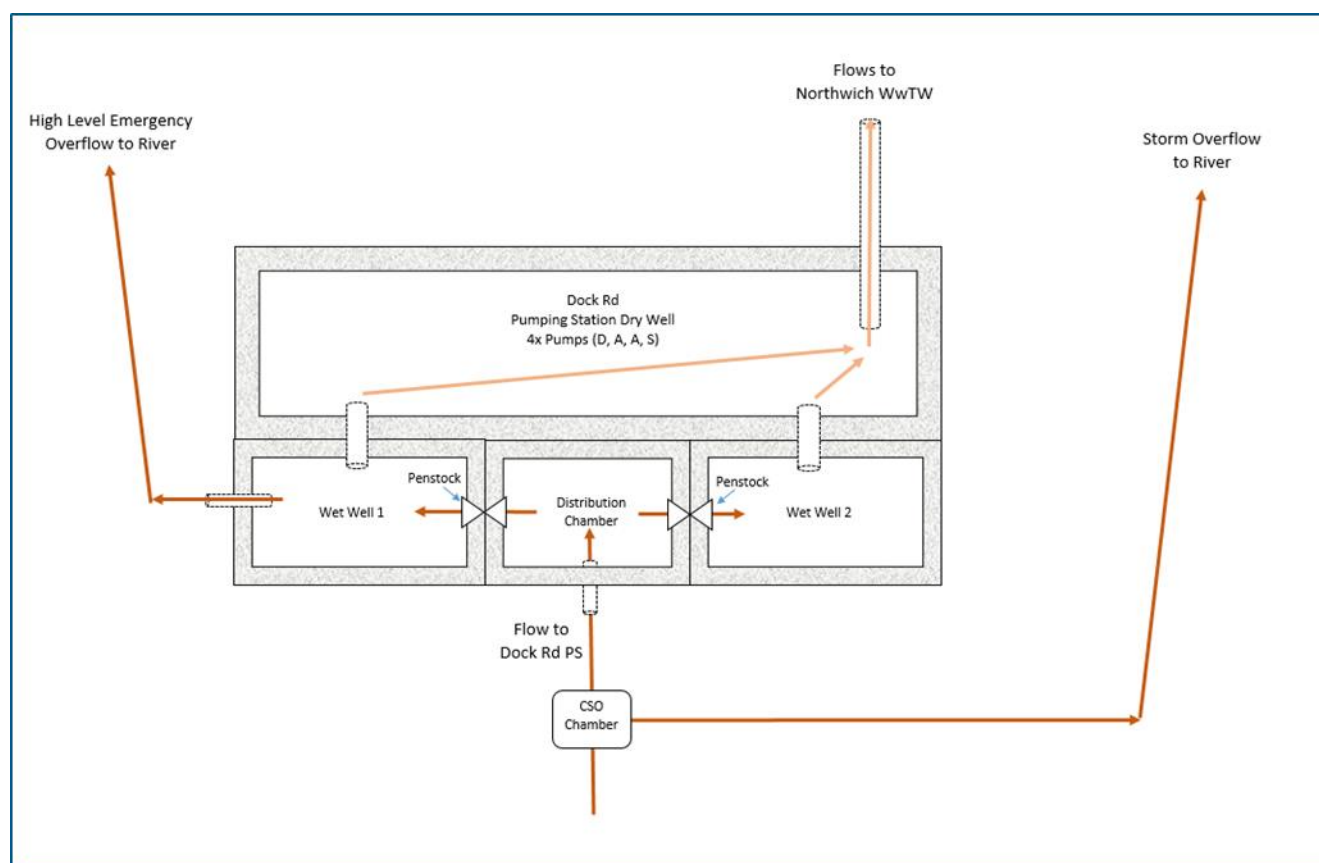 Flows to
Northwich WwTW
High Level Emergency
Overflow to River
Storm Overflow
to River
Dock Rd
Pumping Station Dry Well
4x Pumps (D, A, A, S)
Penstock
Penstock
Wet Well 1
Distribution
Chamber
Wet Well 2
Flow to
Dock Rd PS
CSO
Chamber